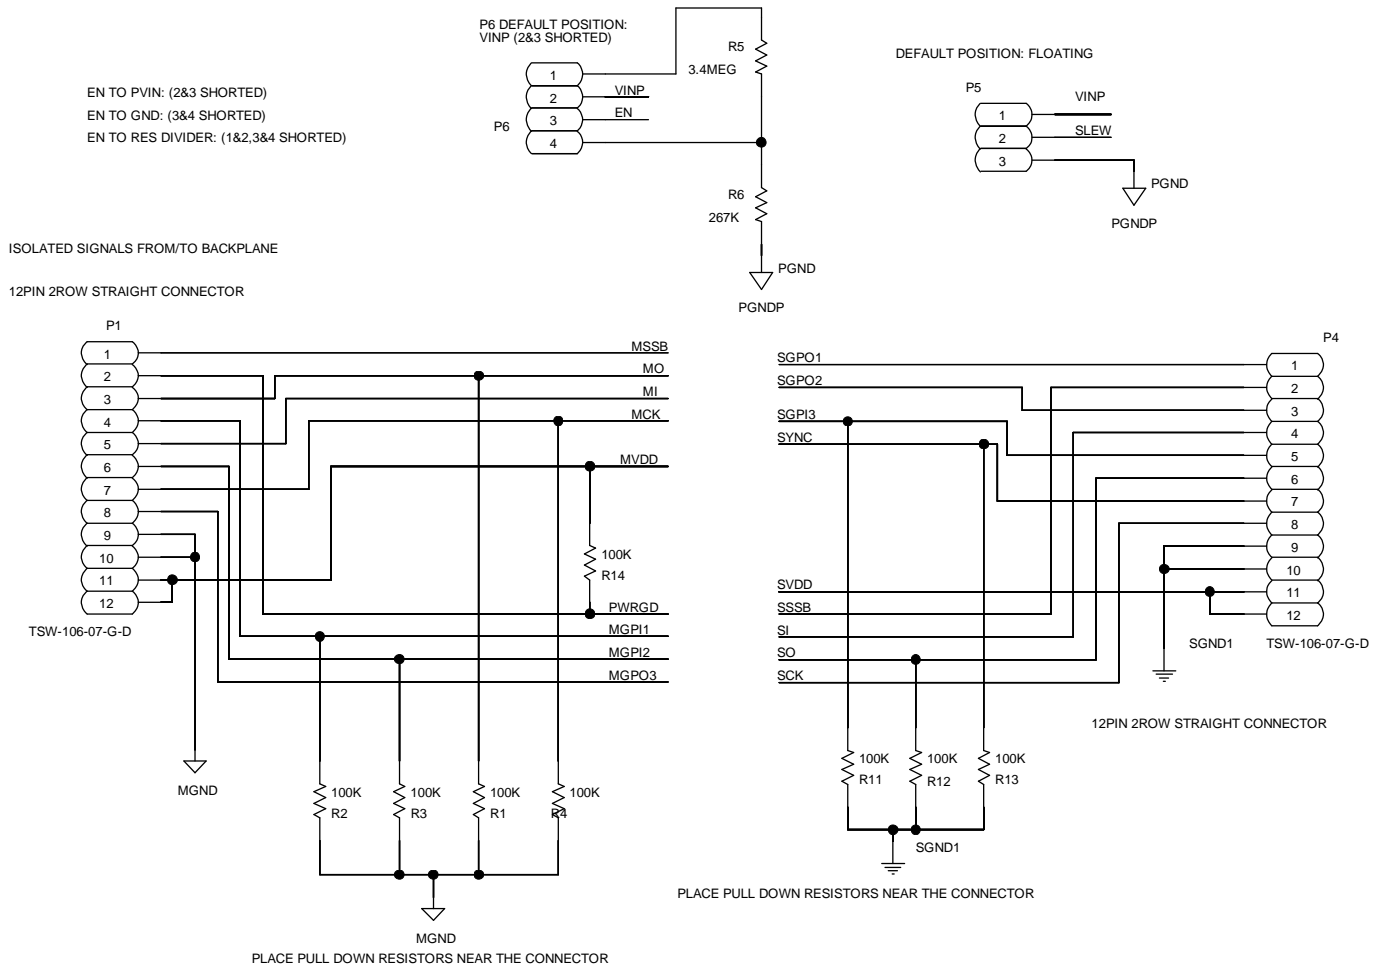 P6 DEFAULT POSITION:
VINP (2&3 SHORTED)
EN TO PVIN: (2&3 SHORTED)
EN TO GND: (3&4 SHORTED)
EN TO RES DIVIDER: (1&2,3&4 SHORTED)
P6
1
2
3
4
VINP
EN
R5
3.4MEG
R6
267K
PGND
PGNDP
DEFAULT POSITION: FLOATING
P5
1
2
3
VINP
SLEW
PGND
PGNDP
ISOLATED SIGNALS FROM/TO BACKPLANE
12PIN 2ROW STRAIGHT CONNECTOR
P1
1
2
3
4
5
6
7
8
9
10
11
12
TSW-106-07-G-D
MSSB
MO
MI
MCK
MVDD
100K
R14
PWRGD
MGPI1
MGPI2
MGPO3
MGND
100K
R2
100K
R3
100K
R1
100K
R4
MGND
PLACE PULL DOWN RESISTORS NEAR THE CONNECTOR
SGPO1
SGPO2
SGPI3
SYNC
SVDD
SSSB
SI
SO
SCK
P4
1
2
3
4
5
6
7
8
9
10
11
12
SGND1
TSW-106-07-G-D
12PIN 2ROW STRAIGHT CONNECTOR
100K
R11
100K
R12
100K
R13
SGND1
PLACE PULL DOWN RESISTORS NEAR THE CONNECTOR